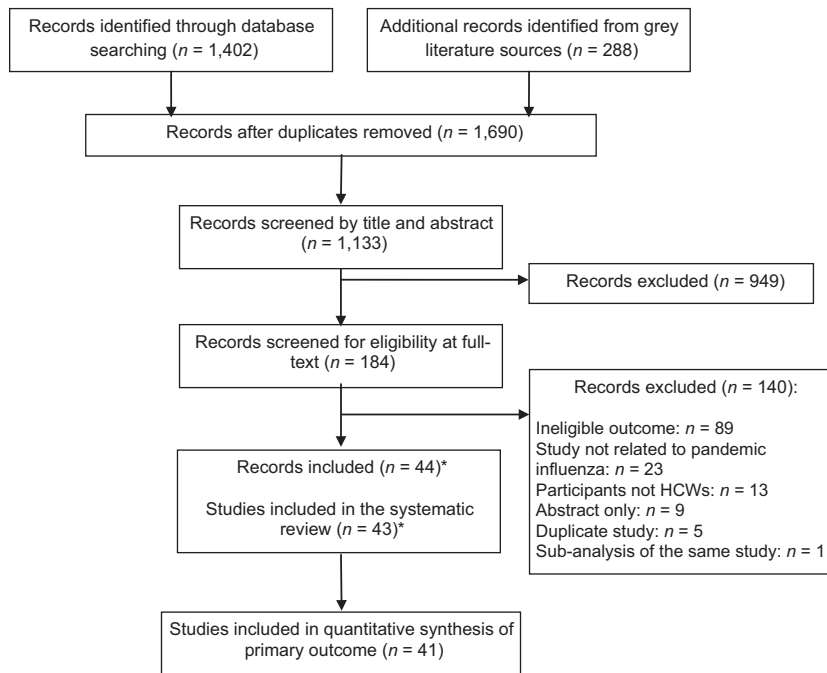 Records identified through database
searching (n = 1,402)
Additional records identified from grey
literature sources (n = 288)
Records after duplicates removed (n = 1,690)
Records screened by title and abstract
(n = 1,133)
Records excluded (n = 949)
Records screened for eligibility at full-
text (n = 184)
Records excluded (n = 140):
Ineligible outcome: n = 89
Study not related to pandemic
influenza: n = 23
Participants not HCWs: n = 13
Abstract only: n = 9
Duplicate study: n = 5
Sub-analysis of the same study: n = 1
Records included (n = 44)*
Studies included in the systematic
review (n = 43)*
Studies included in quantitative synthesis of
primary outcome (n = 41)